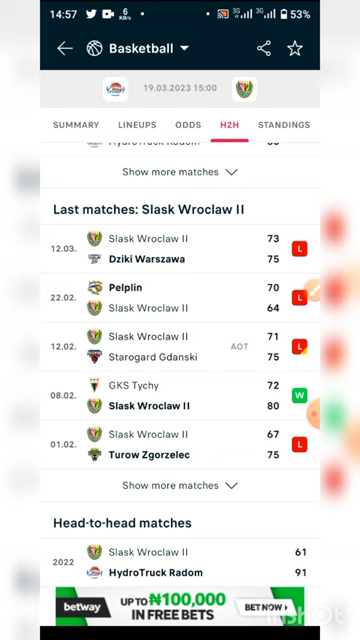 14:57 6 KB/s 3G 3G 53%
Basketball
19.03.2023 15:00
SUMMARY LINEUPS ODDS H2H STANDINGS
HydroTruck Radom
Show more matches
Last matches: Slask Wroclaw II
12.03. Slask Wroclaw II 73 L
Dziki Warszawa 75
22.02. Pelplin 70 L
Slask Wroclaw II 64
12.02. Slask Wroclaw II 71 AOT L
Starogard Gdanski 75
08.02. GKS Tychy 72 W
Slask Wroclaw II 80
01.02. Slask Wroclaw II 67 L
Turow Zgorzelec 75
Show more matches
Head-to-head matches
2022 Slask Wroclaw II 61
HydroTruck Radom 91
betway UP TO ₦100,000 IN FREE BETS BET NOW